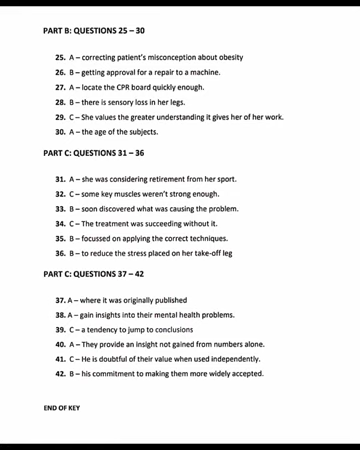 PART B: QUESTIONS 25 – 30
25. A – correcting patient's misconception about obesity
26. B – getting approval for a repair to a machine.
27. A – locate the CPR board quickly enough.
28. B – there is sensory loss in her legs.
29. C – She values the greater understanding it gives her of her work.
30. A – the age of the subjects.
PART C: QUESTIONS 31 – 36
31. A – she was considering retirement from her sport.
32. C – some key muscles weren't strong enough.
33. B – soon discovered what was causing the problem.
34. C – The treatment was succeeding without it.
35. B – focussed on applying the correct techniques.
36. B – to reduce the stress placed on her take-off leg
PART C: QUESTIONS 37 – 42
37. A – where it was originally published
38. A – gain insights into their mental health problems.
39. C – a tendency to jump to conclusions
40. A – They provide an insight not gained from numbers alone.
41. C – He is doubtful of their value when used independently.
42. B – his commitment to making them more widely accepted.
END OF KEY